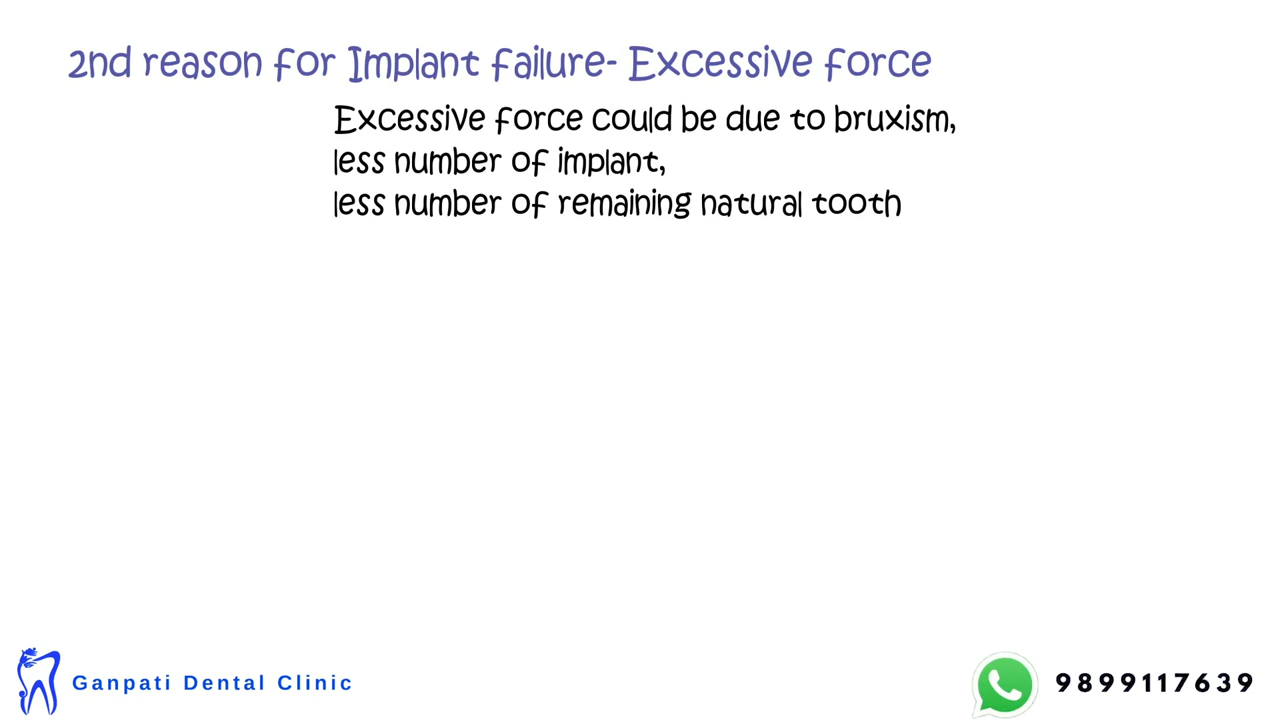 2nd reason for Implant failure- Excessive force
Excessive force could be due to bruxism,
less number of implant,
less number of remaining natural tooth
Ganpati Dental Clinic
9899117639